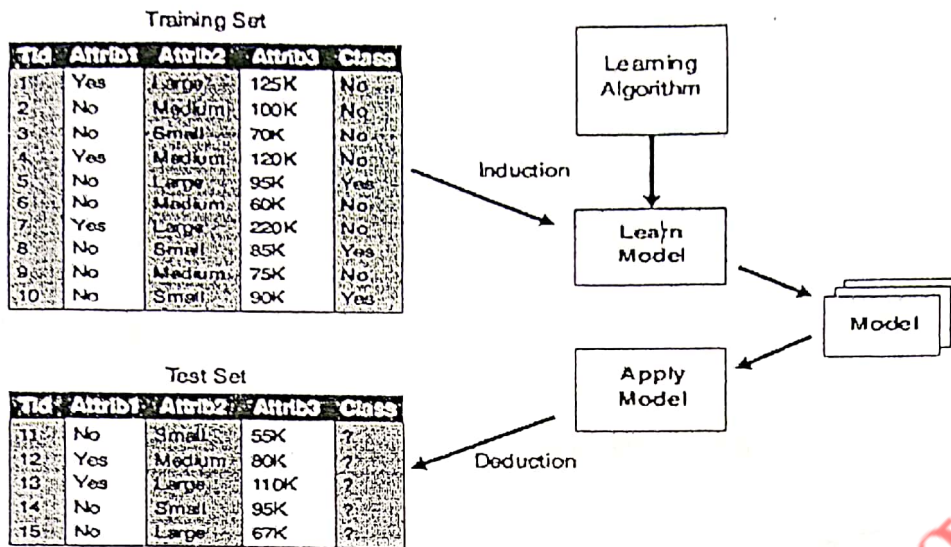 Training Set
Tid Attrib1 Attrib2 Attrib3 Class
1 Yes Large 125K No
2 No Medium 100K No
3 No Small 70K No
4 Yes Medium 120K No
5 No Large 95K Yes
6 No Medium 60K No
7 Yes Large 220K No
8 No Small 85K Yes
9 No Medium 75K No
10 No Small 90K Yes
Learning
Algorithm
Induction
Learn
Model
Model
Apply
Model
Deduction
Test Set
Tid Attrib1 Attrib2 Attrib3 Class
11 No Small 55K ?
12 Yes Medium 80K ?
13 Yes Large 110K ?
14 No Small 95K ?
15 No Large 67K ?